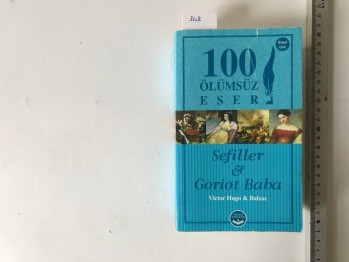 100
ÖLÜMSÜZ
ESER
Sefiller
&
Goriot Baba
Victor Hugo & Balzac